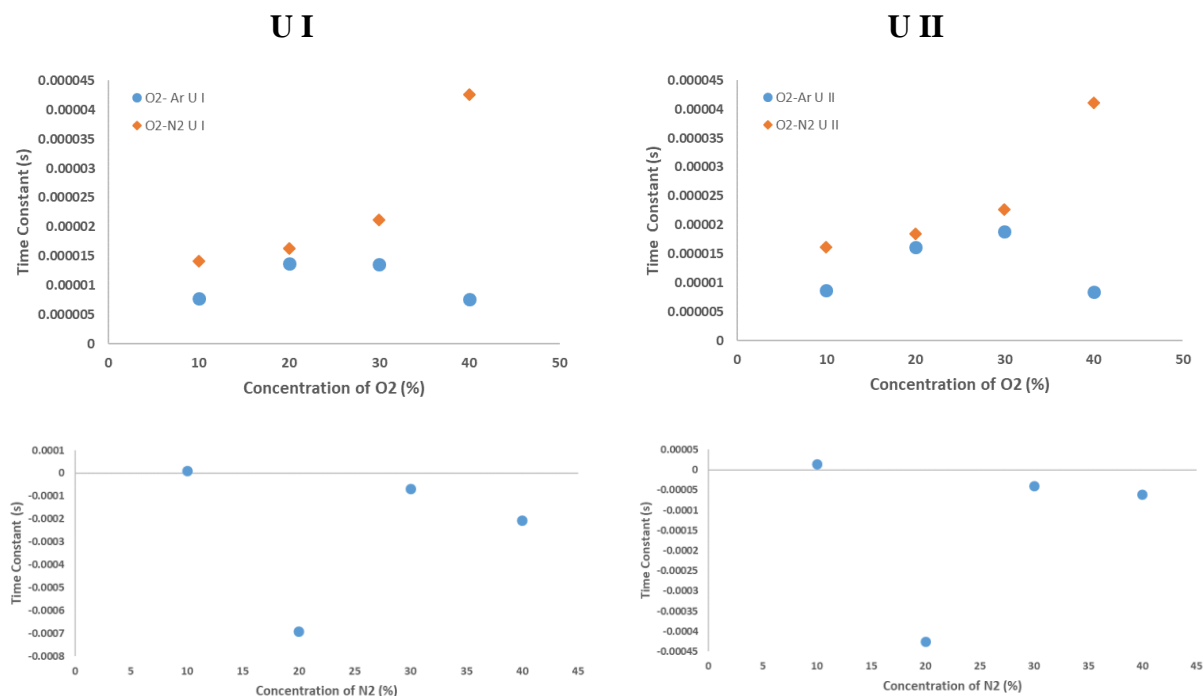 U I
U II
0.000045
0.00004
0.000035
0.00003
0.000025
0.00002
0.000015
0.00001
0.000005
0
Time Constant (s)
O2- Ar U I
O2-N2 U I
0 10 20 30 40 50
Concentration of O2 (%)
0.000045
0.00004
0.000035
0.00003
0.000025
0.00002
0.000015
0.00001
0.000005
0
Time Constant (s)
O2-Ar U II
O2-N2 U II
0 10 20 30 40 50
Concentration of O2 (%)
0.0001
0
-0.0001
-0.0002
-0.0003
-0.0004
-0.0005
-0.0006
-0.0007
-0.0008
Time Constant (s)
0 5 10 15 20 25 30 35 40 45
Concentration of N2 (%)
0.00005
0
-0.00005
-0.0001
-0.00015
-0.0002
-0.00025
-0.0003
-0.00035
-0.0004
-0.00045
Time Constant (s)
0 5 10 15 20 25 30 35 40 45
Concentration of N2 (%)